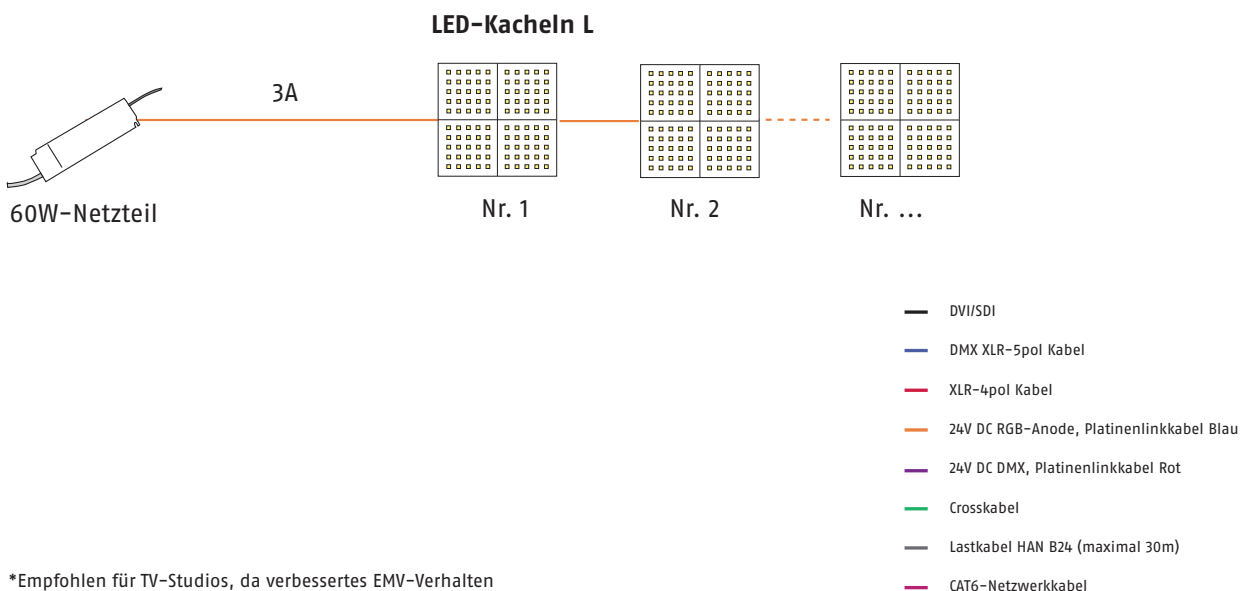 LED-Kacheln L
3A
60W-Netzteil
Nr. 1
Nr. 2
Nr. ...
DVI/SDI
DMX XLR-5pol Kabel
XLR-4pol Kabel
24V DC RGB-Anode, Platinenlinkkabel Blau
24V DC DMX, Platinenlinkkabel Rot
Crosskabel
Lastkabel HAN B24 (maximal 30m)
CAT6-Netzwerkkabel
*Empfohlen für TV-Studios, da verbessertes EMV-Verhalten